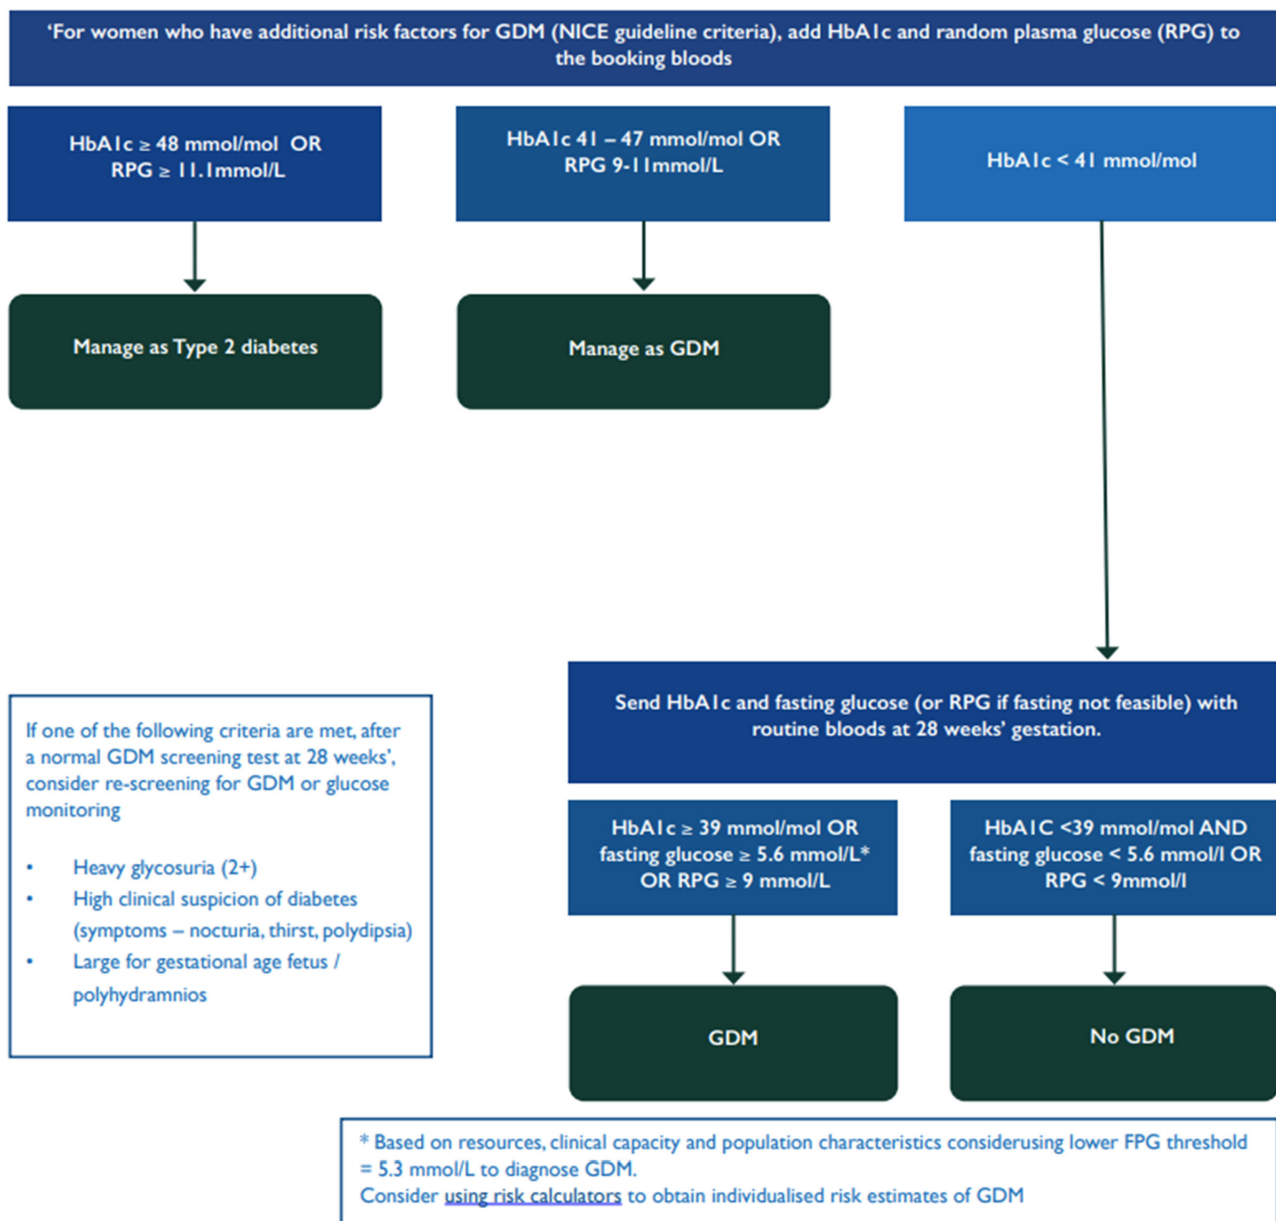 ‘For women who have additional risk factors for GDM (NICE guideline criteria), add HbA1c and random plasma glucose (RPG) to
the booking bloods
HbA1c ≥ 48 mmol/mol OR
RPG ≥ 11.1mmol/L
HbA1c 41 – 47 mmol/mol OR
RPG 9-11mmol/L
HbA1c < 41 mmol/mol
Manage as Type 2 diabetes
Manage as GDM
Send HbA1c and fasting glucose (or RPG if fasting not feasible) with
routine bloods at 28 weeks’ gestation.
If one of the following criteria are met, after
a normal GDM screening test at 28 weeks’,
consider re-screening for GDM or glucose
monitoring
• Heavy glycosuria (2+)
• High clinical suspicion of diabetes
(symptoms – nocturia, thirst, polydipsia)
• Large for gestational age fetus /
polyhydramnios
HbA1c ≥ 39 mmol/mol OR
fasting glucose ≥ 5.6 mmol/L*
OR RPG ≥ 9 mmol/L
HbA1C <39 mmol/mol AND
fasting glucose < 5.6 mmol/l OR
RPG < 9mmol/l
GDM
No GDM
* Based on resources, clinical capacity and population characteristics considerusing lower FPG threshold
= 5.3 mmol/L to diagnose GDM.
Consider using risk calculators to obtain individualised risk estimates of GDM